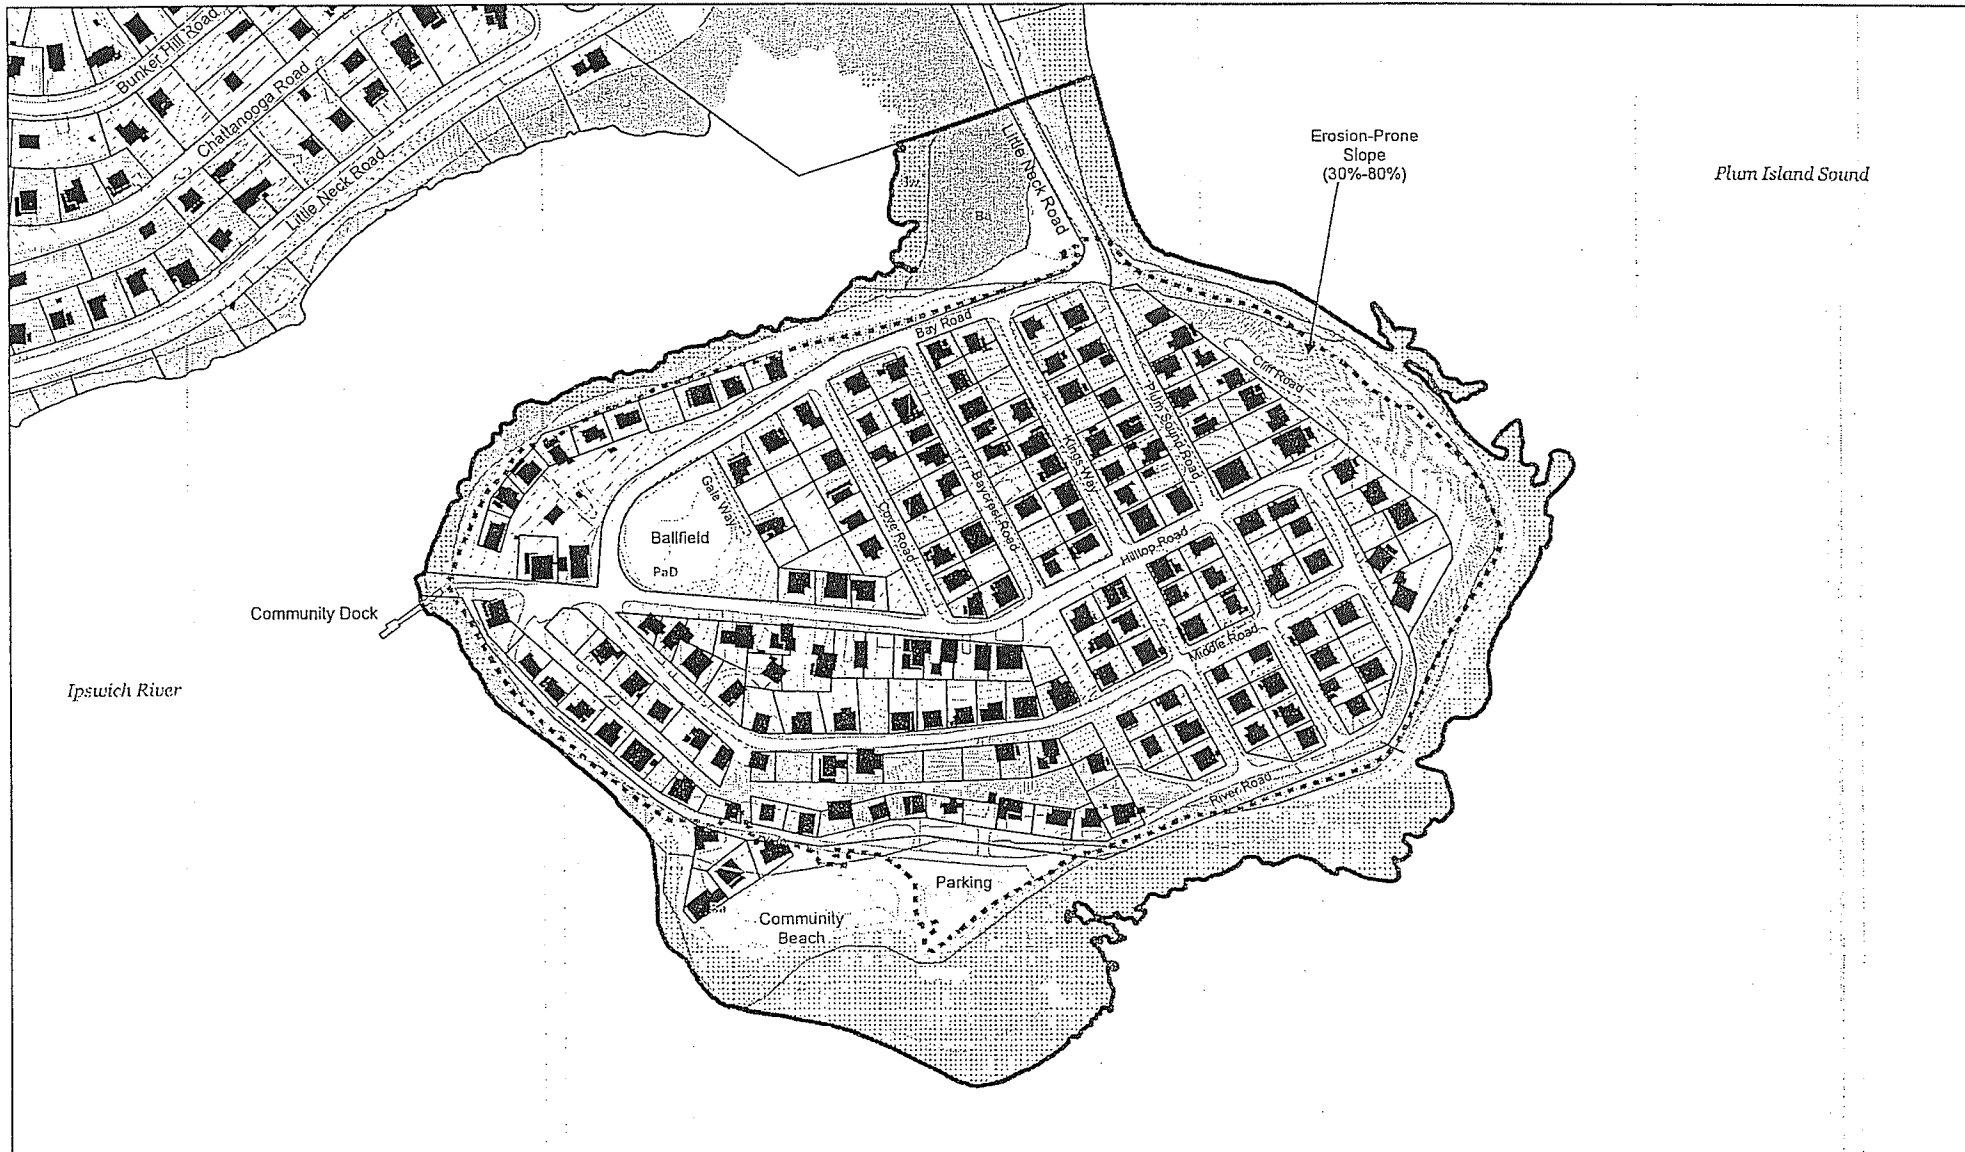 Bunker Hill Road
Chattanooga Road
Little Neck Road
Little Neck Road
Erosion-Prone
Slope
(30%-80%)
Plum Island Sound
Ba
Bay Road
Cliff Road
Plum Sound Road
Kings Way
Baycrest Road
Cove Road
Gale Way
Ballfield
PaD
Hilltop Road
Middle Road
Community Dock
Ipswich River
River Road
Parking
Community
Beach